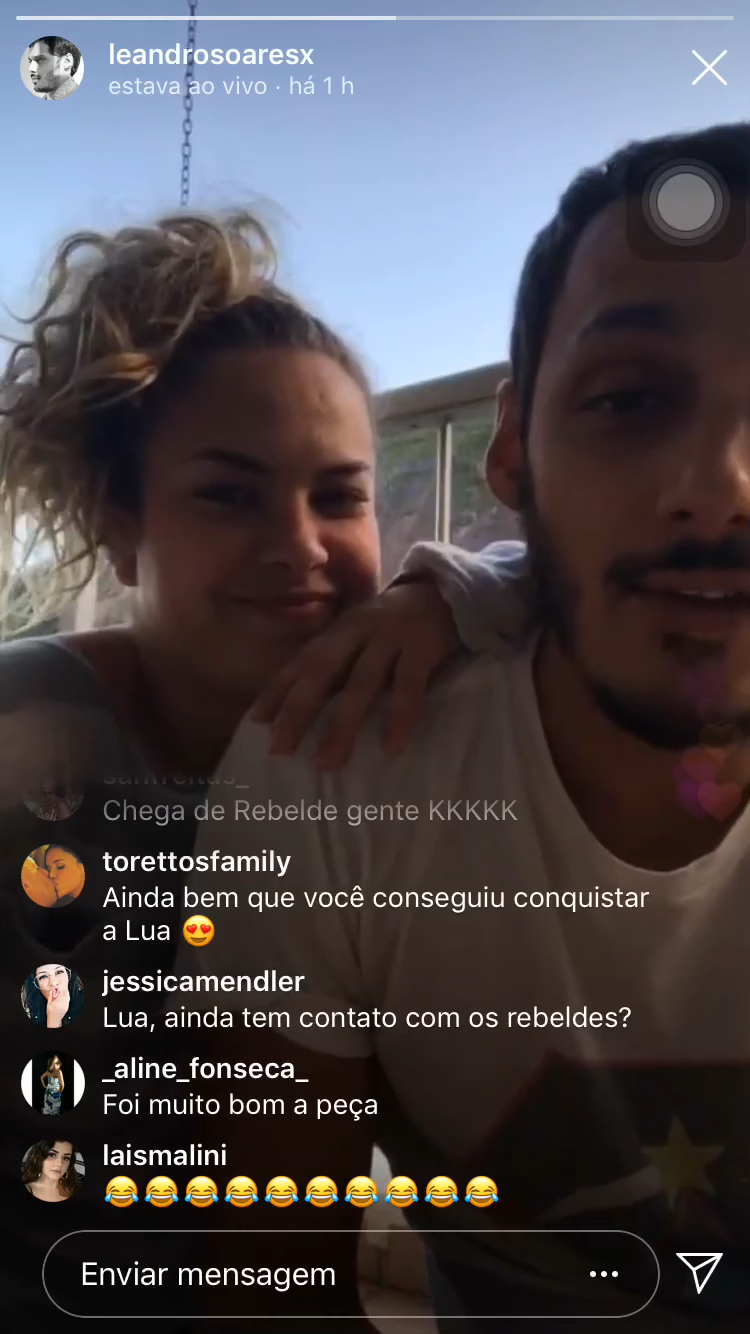 leandrosoaresx
estava ao vivo · há 1 h
Chega de Rebelde gente KKKKK
torettosfamily
Ainda bem que você conseguiu conquistar
a Lua 😍
jessicamendler
Lua, ainda tem contato com os rebeldes?
_aline_fonseca_
Foi muito bom a peça
laismalini
😂😂😂😂😂😂😂😂😂😂
Enviar mensagem